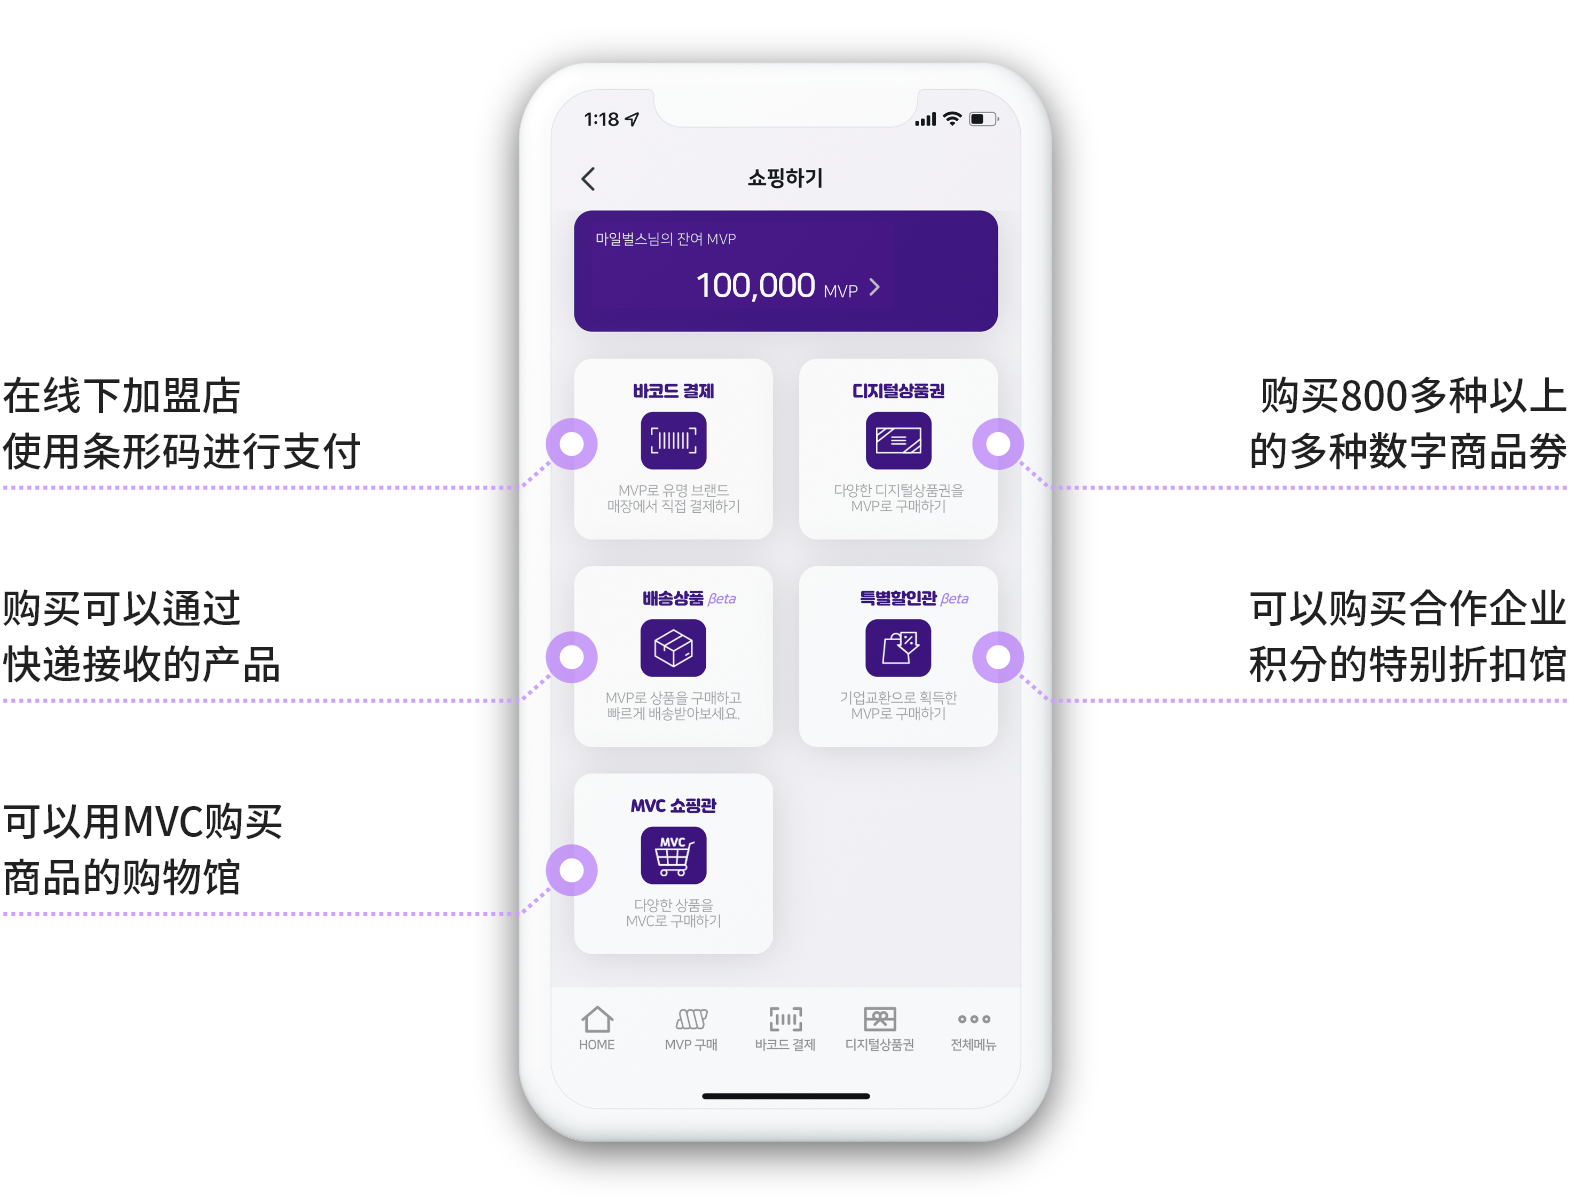 1:18
쇼핑하기
마일벌스님의 잔여 MVP
100,000 MVP
在线下加盟店
使用条形码进行支付
바코드 결제
MVP로 유명 브랜드
매장에서 직접 결제하기
디지털상품권
다양한 디지털상품권을
MVP로 구매하기
购买800多种以上
的多种数字商品券
购买可以通过
快递接收的产品
배송상품 βeta
MVP로 상품을 구매하고
빠르게 배송받아보세요.
특별할인관 βeta
기업교환으로 획득한
MVP로 구매하기
可以购买合作企业
积分的特别折扣馆
可以用MVC购买
商品的购物馆
MVC 쇼핑관
MVC
다양한 상품을
MVC로 구매하기
HOME
MVP 구매
바코드 결제
디지털상품권
전체메뉴